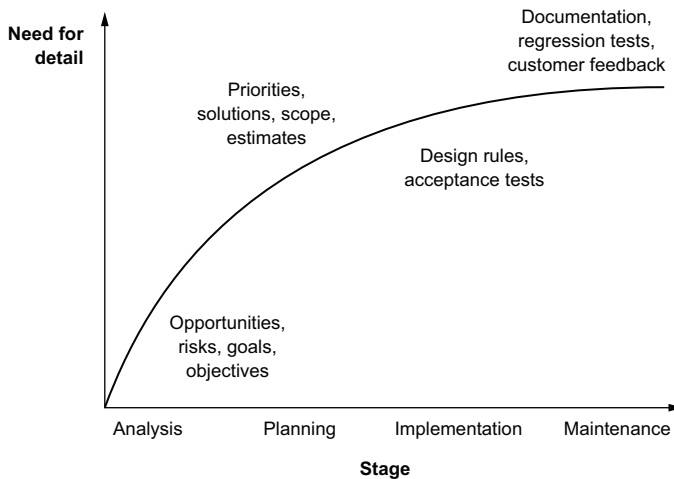 Need for
detail
Documentation,
regression tests,
customer feedback
Priorities,
solutions, scope,
estimates
Design rules,
acceptance tests
Opportunities,
risks, goals,
objectives
Analysis
Planning
Implementation
Maintenance
Stage